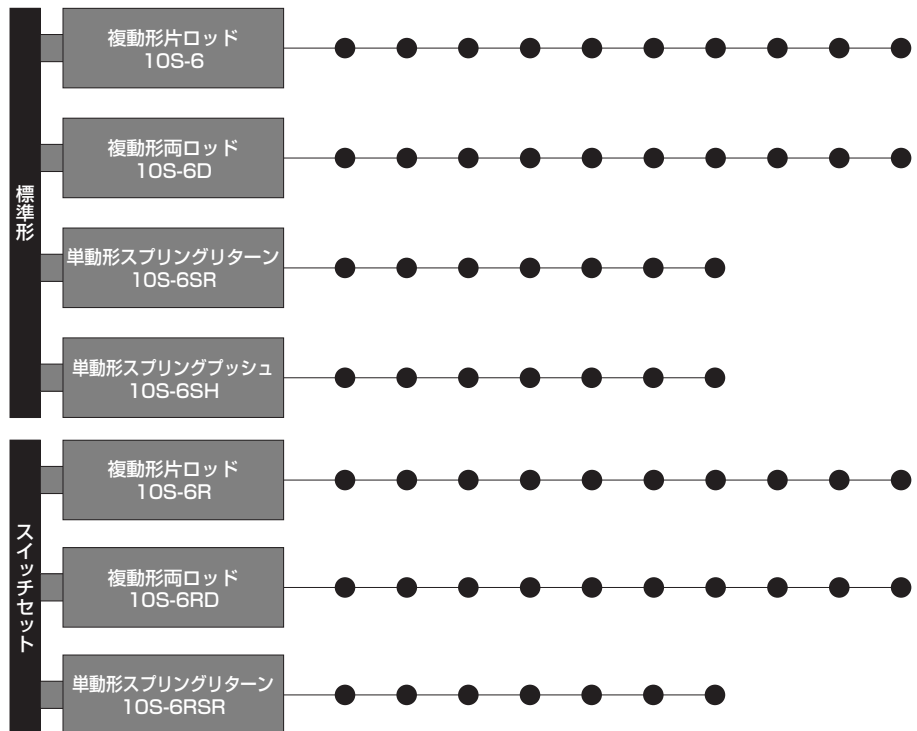 標準形
複動形片ロッド
10S-6
複動形両ロッド
10S-6D
単動形スプリングリターン
10S-6SR
単動形スプリングプッシュ
10S-6SH
スイッチセット
複動形片ロッド
10S-6R
複動形両ロッド
10S-6RD
単動形スプリングリターン
10S-6RSR